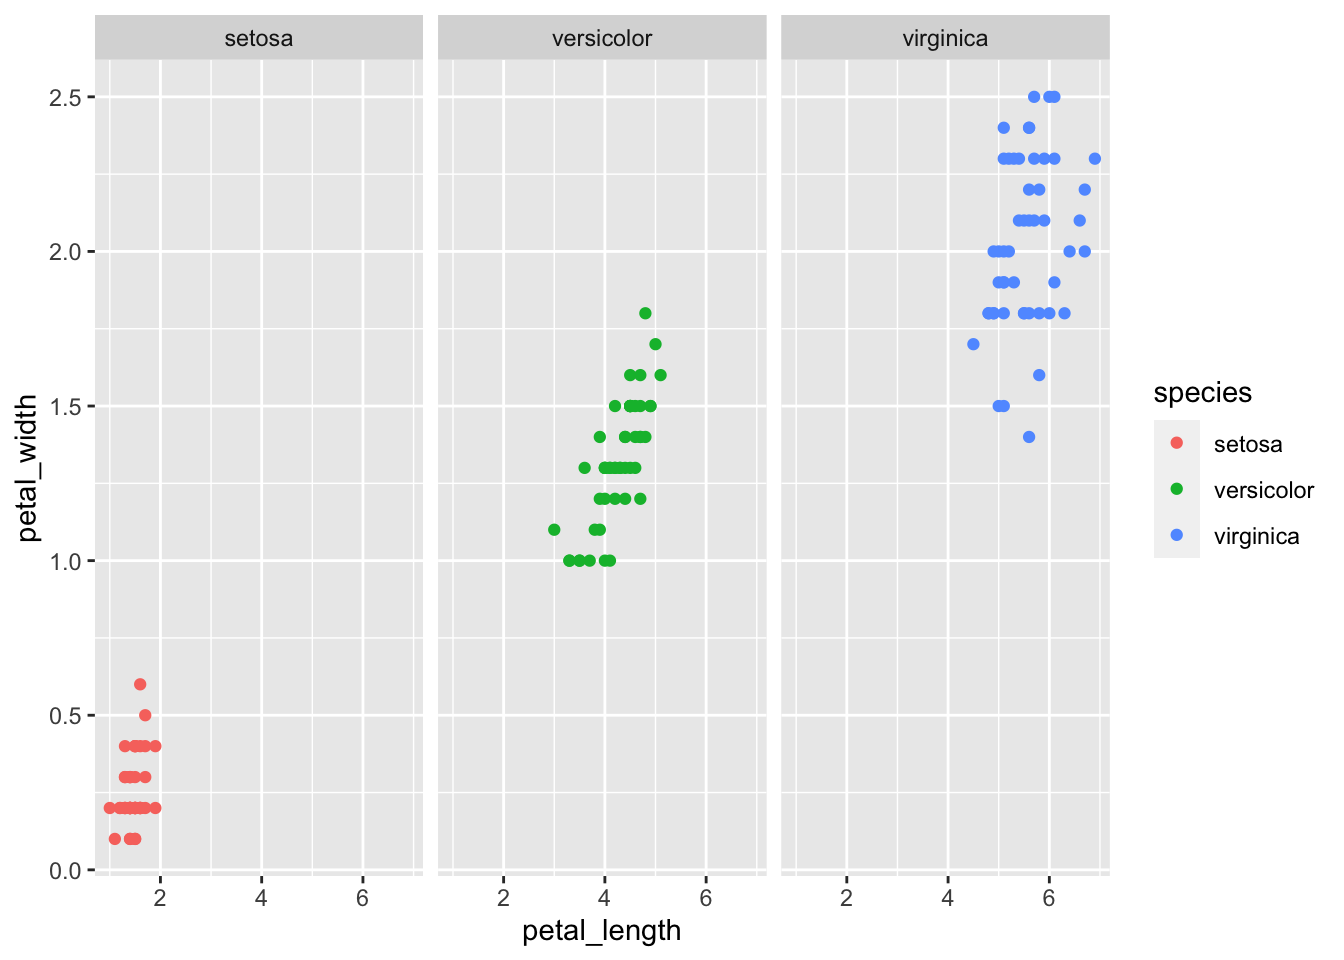 setosa versicolor virginica
2.5
2.0
1.5
1.0
0.5
0.0
petal_width
2 4 6 2 4 6 2 4 6
petal_length
species
setosa
versicolor
virginica